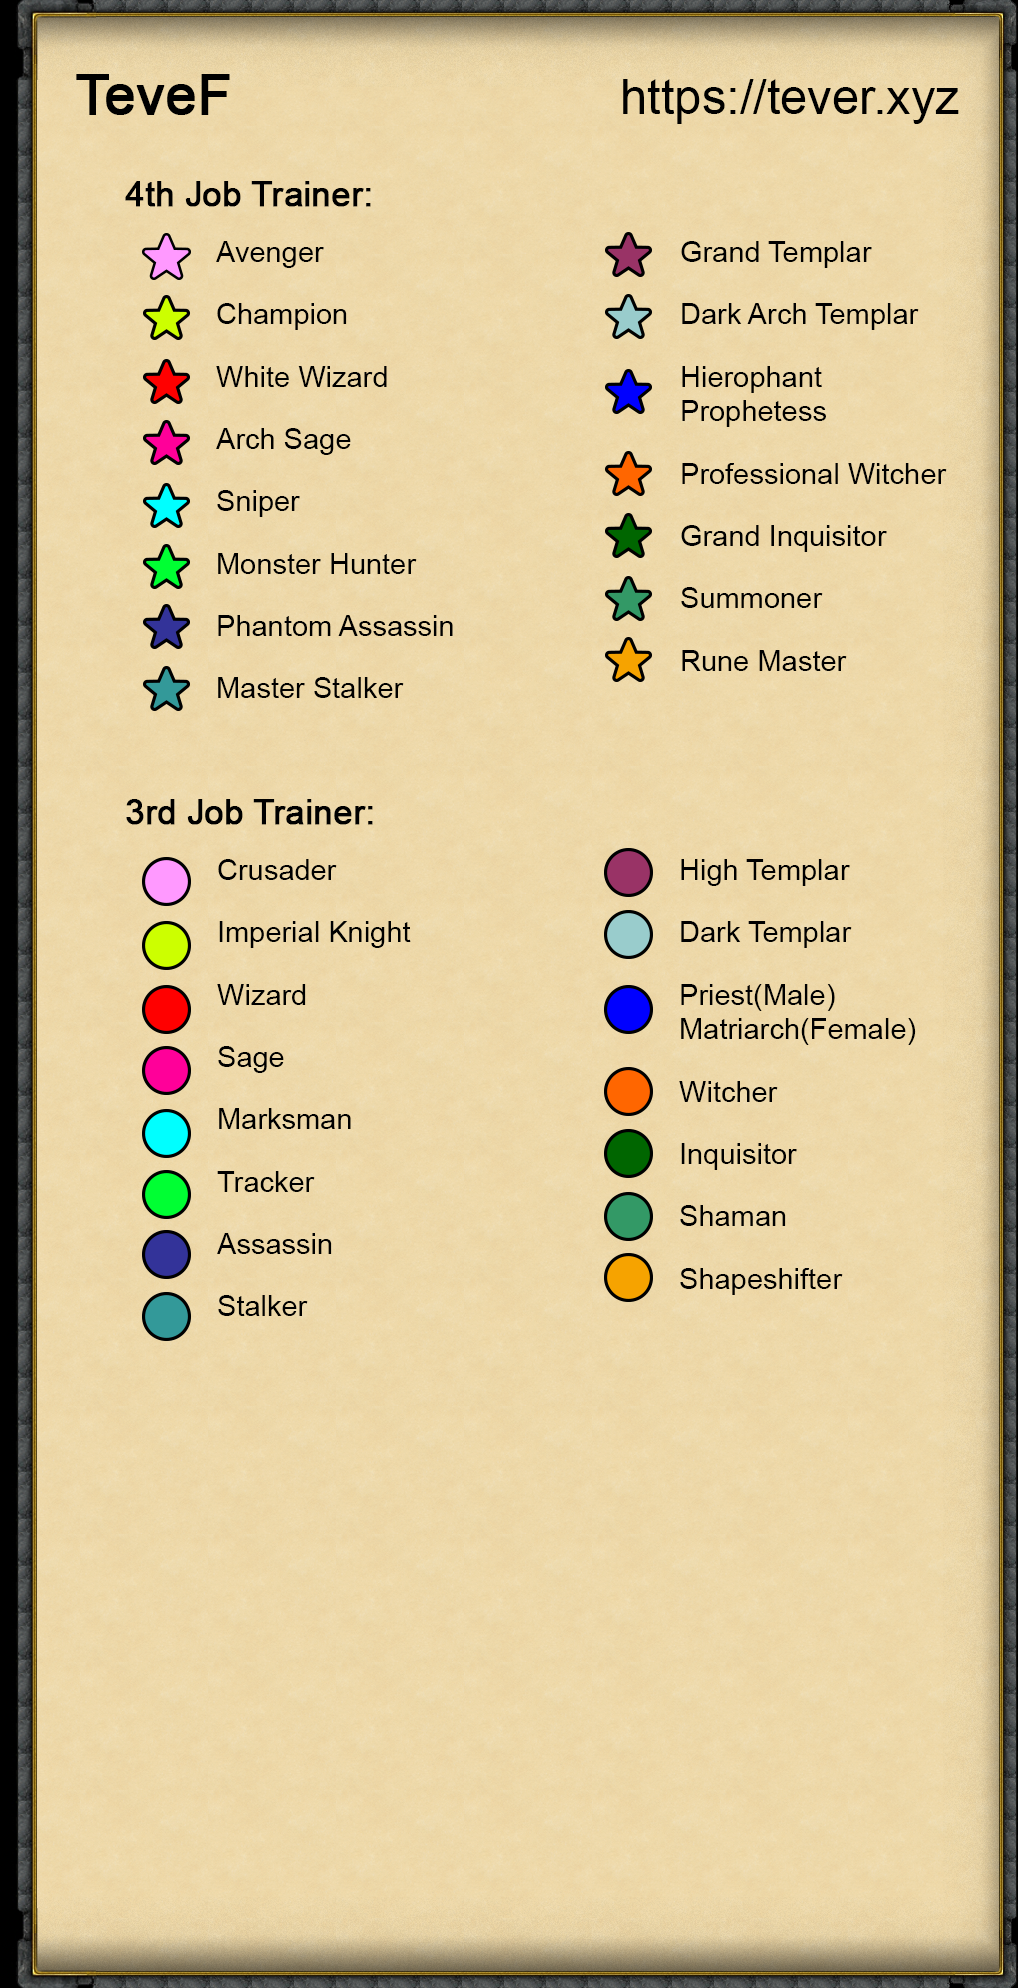 TeveF
https://tever.xyz
4th Job Trainer:
Avenger
Champion
White Wizard
Arch Sage
Sniper
Monster Hunter
Phantom Assassin
Master Stalker
Grand Templar
Dark Arch Templar
Hierophant
Prophetess
Professional Witcher
Grand Inquisitor
Summoner
Rune Master
3rd Job Trainer:
Crusader
Imperial Knight
Wizard
Sage
Marksman
Tracker
Assassin
Stalker
High Templar
Dark Templar
Priest(Male)
Matriarch(Female)
Witcher
Inquisitor
Shaman
Shapeshifter